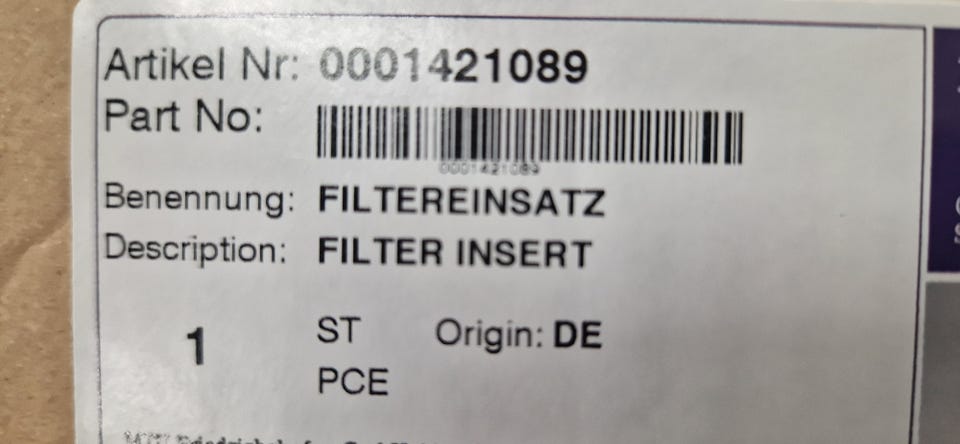 Artikel Nr: 0001421089
Part No:
0001421089
Benennung: FILTEREINSATZ
Description: FILTER INSERT
1 ST Origin: DE
PCE